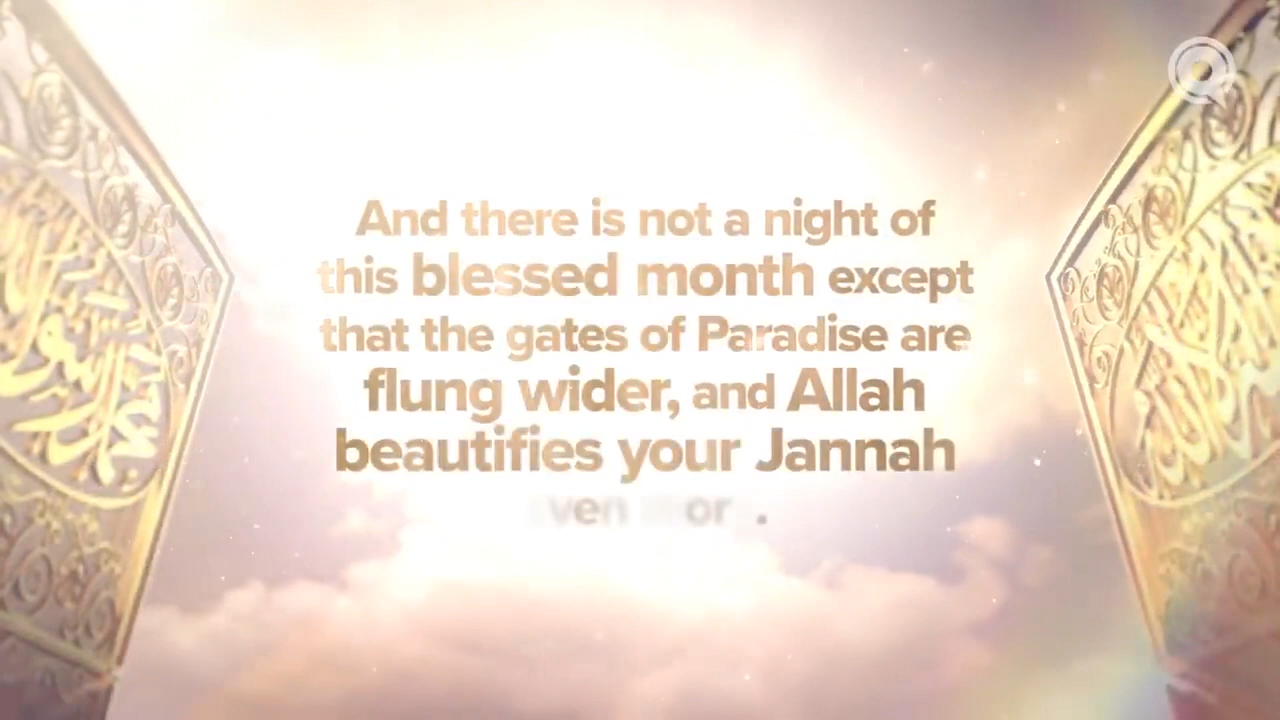 And there is not a night of
this blessed month except
that the gates of Paradise are
flung wider, and Allah
beautifies your Jannah